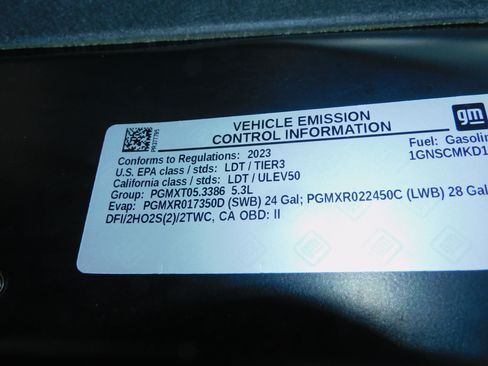 VEHICLE EMISSION
CONTROL INFORMATION
gm
Conforms to Regulations: 2023
U.S. EPA class / stds: LDT / TIER3
California class / stds: LDT / ULEV50
Group: PGMXT05.3386 5.3L
Evap: PGMXR017350D (SWB) 24 Gal; PGMXR022450C (LWB) 28 Gal
DFI/2HO2S(2)/2TWC, CA OBD: II
Fuel: Gasolin
1GNSCMKD1